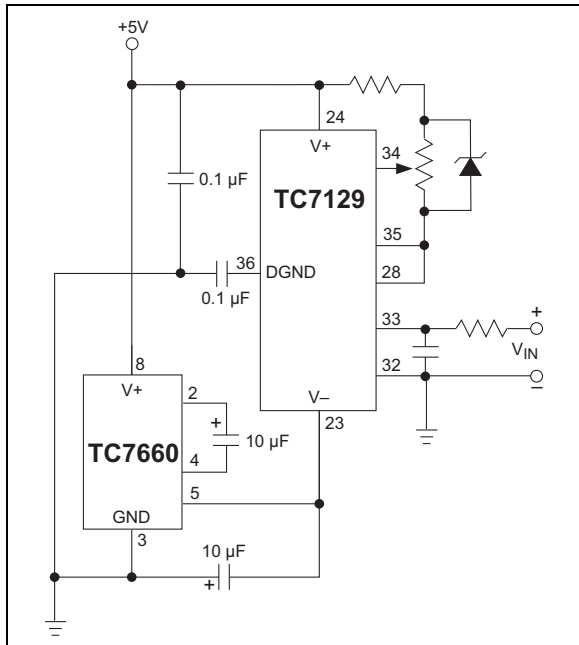 +5V
24
V+
34
0.1 µF
TC7129
35
36
DGND
28
0.1 µF
33
+
VIN
8
V+
2
32
–
V–
+
10 µF
23
TC7660
4
5
GND
3
10 µF
+